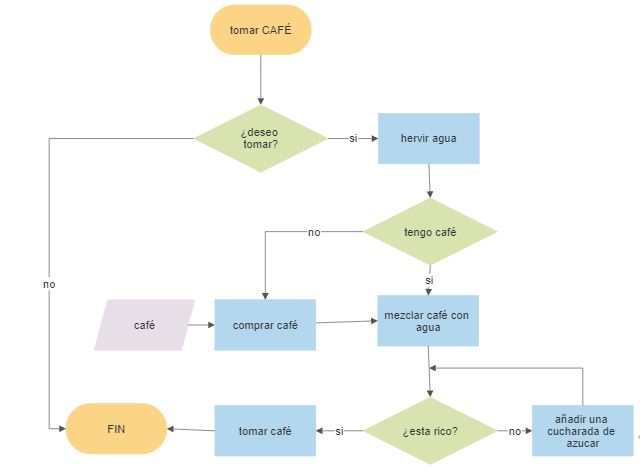 tomar CAFÉ
¿deseo
tomar?
si
hervir agua
no
tengo café
no
si
café
comprar café
mezclar café con
agua
FIN
tomar café
si
¿esta rico?
no
añadir una
cucharada de
azucar